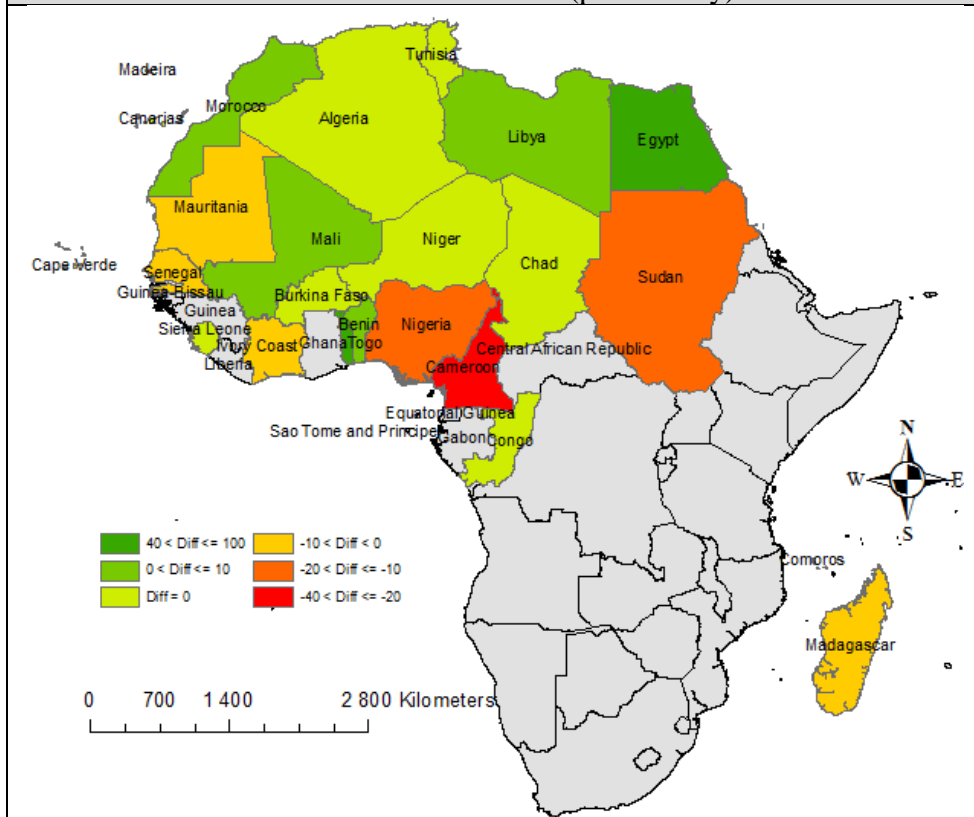 Tunisia
Madeira
Morocco
Canarias
Algeria
Libya
Egypt
Mauritania
Mali
Niger
Cape Verde
Chad
Senegal
Sudan
Guinea-Bissau
Burkina Faso
Guinea
Benin
Nigeria
Sierra Leone
Ivory Coast
Ghana
Togo
Central African Republic
Liberia
Cameroon
Equatorial Guinea
Sao Tome and Principe
Gabon
Congo
N
W
E
S
40 < Diff <= 100
-10 < Diff < 0
0 < Diff <= 10
-20 < Diff <= -10
Diff = 0
-40 < Diff <= -20
Comoros
Madagascar
0 700 1 400 2 800 Kilometers